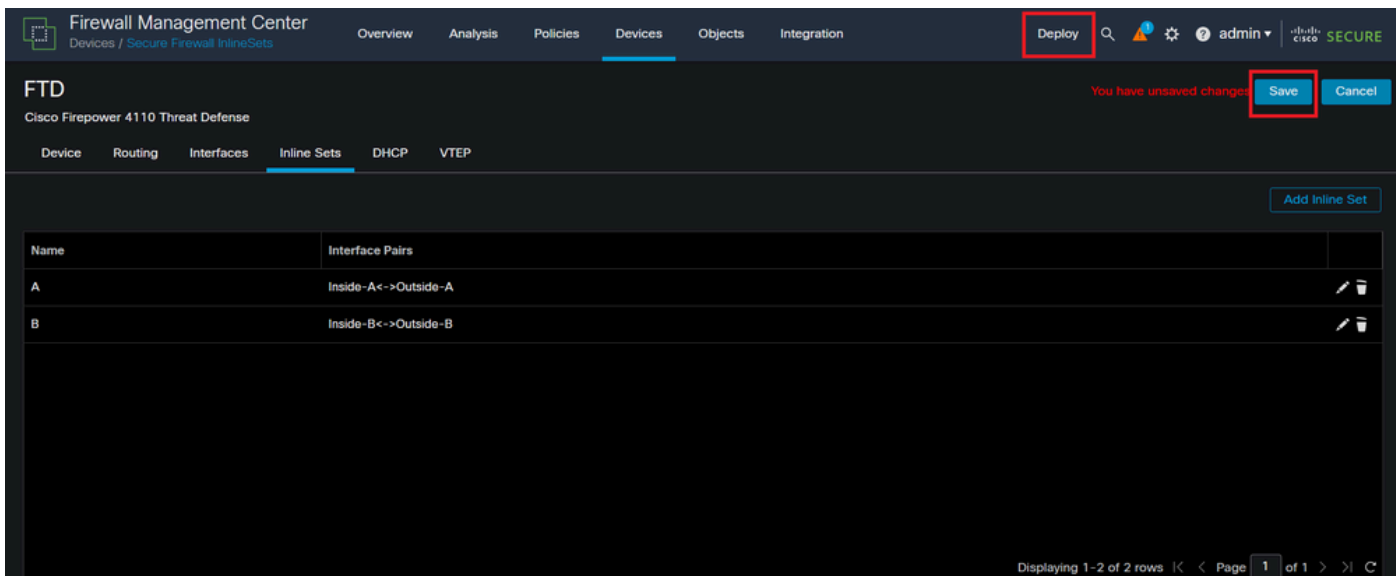 Firewall Management Center
Devices / Secure Firewall InlineSets
Overview Analysis Policies Devices Objects Integration
Deploy 1 ? admin cisco SECURE
FTD
You have unsaved changes Save Cancel
Cisco Firepower 4110 Threat Defense
Device Routing Interfaces Inline Sets DHCP VTEP
Add Inline Set
Name Interface Pairs
A Inside-A<->Outside-A
B Inside-B<->Outside-B
Displaying 1-2 of 2 rows |< < Page 1 of 1 > >| C